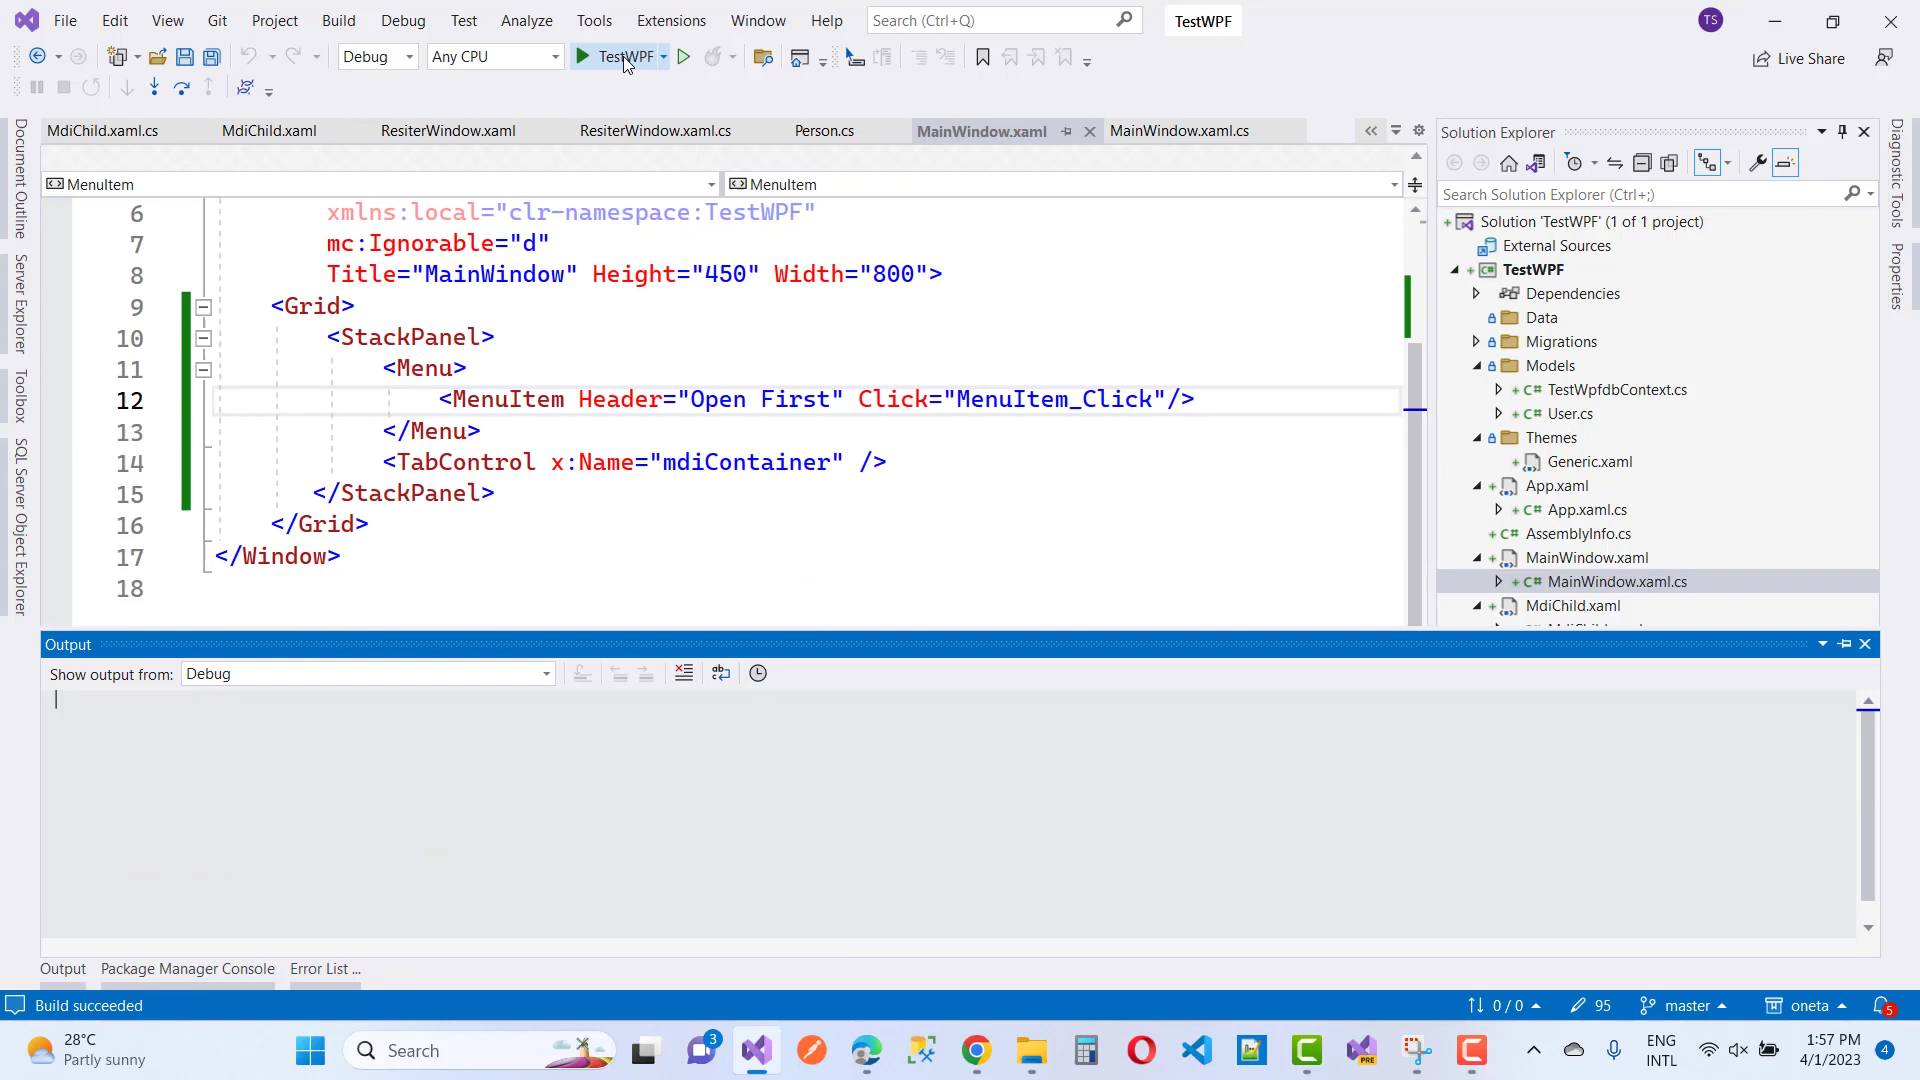 File Edit View Git Project Build Debug Test Analyze Tools Extensions Window Help Search (Ctrl+Q) TestWPF TS
Debug Any CPU TestWPF Live Share
MdiChild.xaml.cs MdiChild.xaml ResiterWindow.xaml ResiterWindow.xaml.cs Person.cs MainWindow.xaml MainWindow.xaml.cs
MenuItem MenuItem
6 xmlns:local="clr-namespace:TestWPF"
7 mc:Ignorable="d"
8 Title="MainWindow" Height="450" Width="800">
9 <Grid>
10 <StackPanel>
11 <Menu>
12 <MenuItem Header="Open First" Click="MenuItem_Click"/>
13 </Menu>
14 <TabControl x:Name="mdiContainer" />
15 </StackPanel>
16 </Grid>
17 </Window>
18
Document Outline
Server Explorer
Toolbox
SQL Server Object Explorer
Solution Explorer
Search Solution Explorer (Ctrl+;)
Solution 'TestWPF' (1 of 1 project)
External Sources
TestWPF
Dependencies
Data
Migrations
Models
TestWpfdbContext.cs
User.cs
Themes
Generic.xaml
App.xaml
App.xaml.cs
AssemblyInfo.cs
MainWindow.xaml
MainWindow.xaml.cs
MdiChild.xaml
Diagnostic Tools
Properties
Output
Show output from: Debug
Output Package Manager Console Error List ...
Build succeeded 0 / 0 95 master oneta 5
28°C
Partly sunny
Search 3 PRE
ENG
INTL
1:57 PM
4/1/2023
4